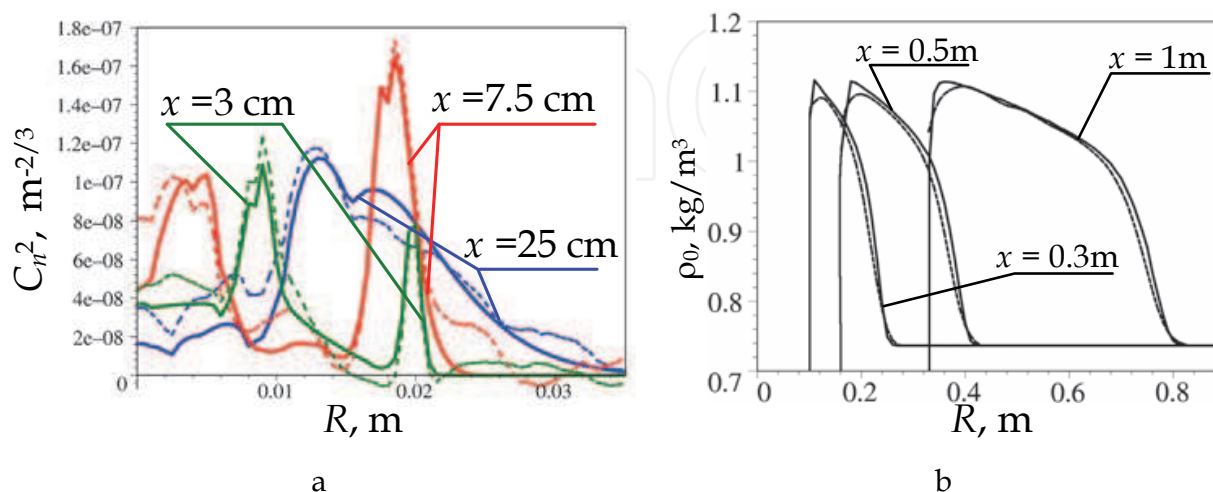 1.8e–07
1.6e–07
1.4e–07
1.2e–07
1e–07
8e–08
6e–08
4e–08
2e–08
0
0.01
0.02
0.03
C_n^2, m^-2/3
R, m
x =3 cm
x =7.5 cm
x =25 cm
a
1.2
1.1
1
0.9
0.8
0.7
0
0.2
0.4
0.6
0.8
ρ0, kg/m³
R, m
x = 0.5m
x = 1m
x = 0.3m
b